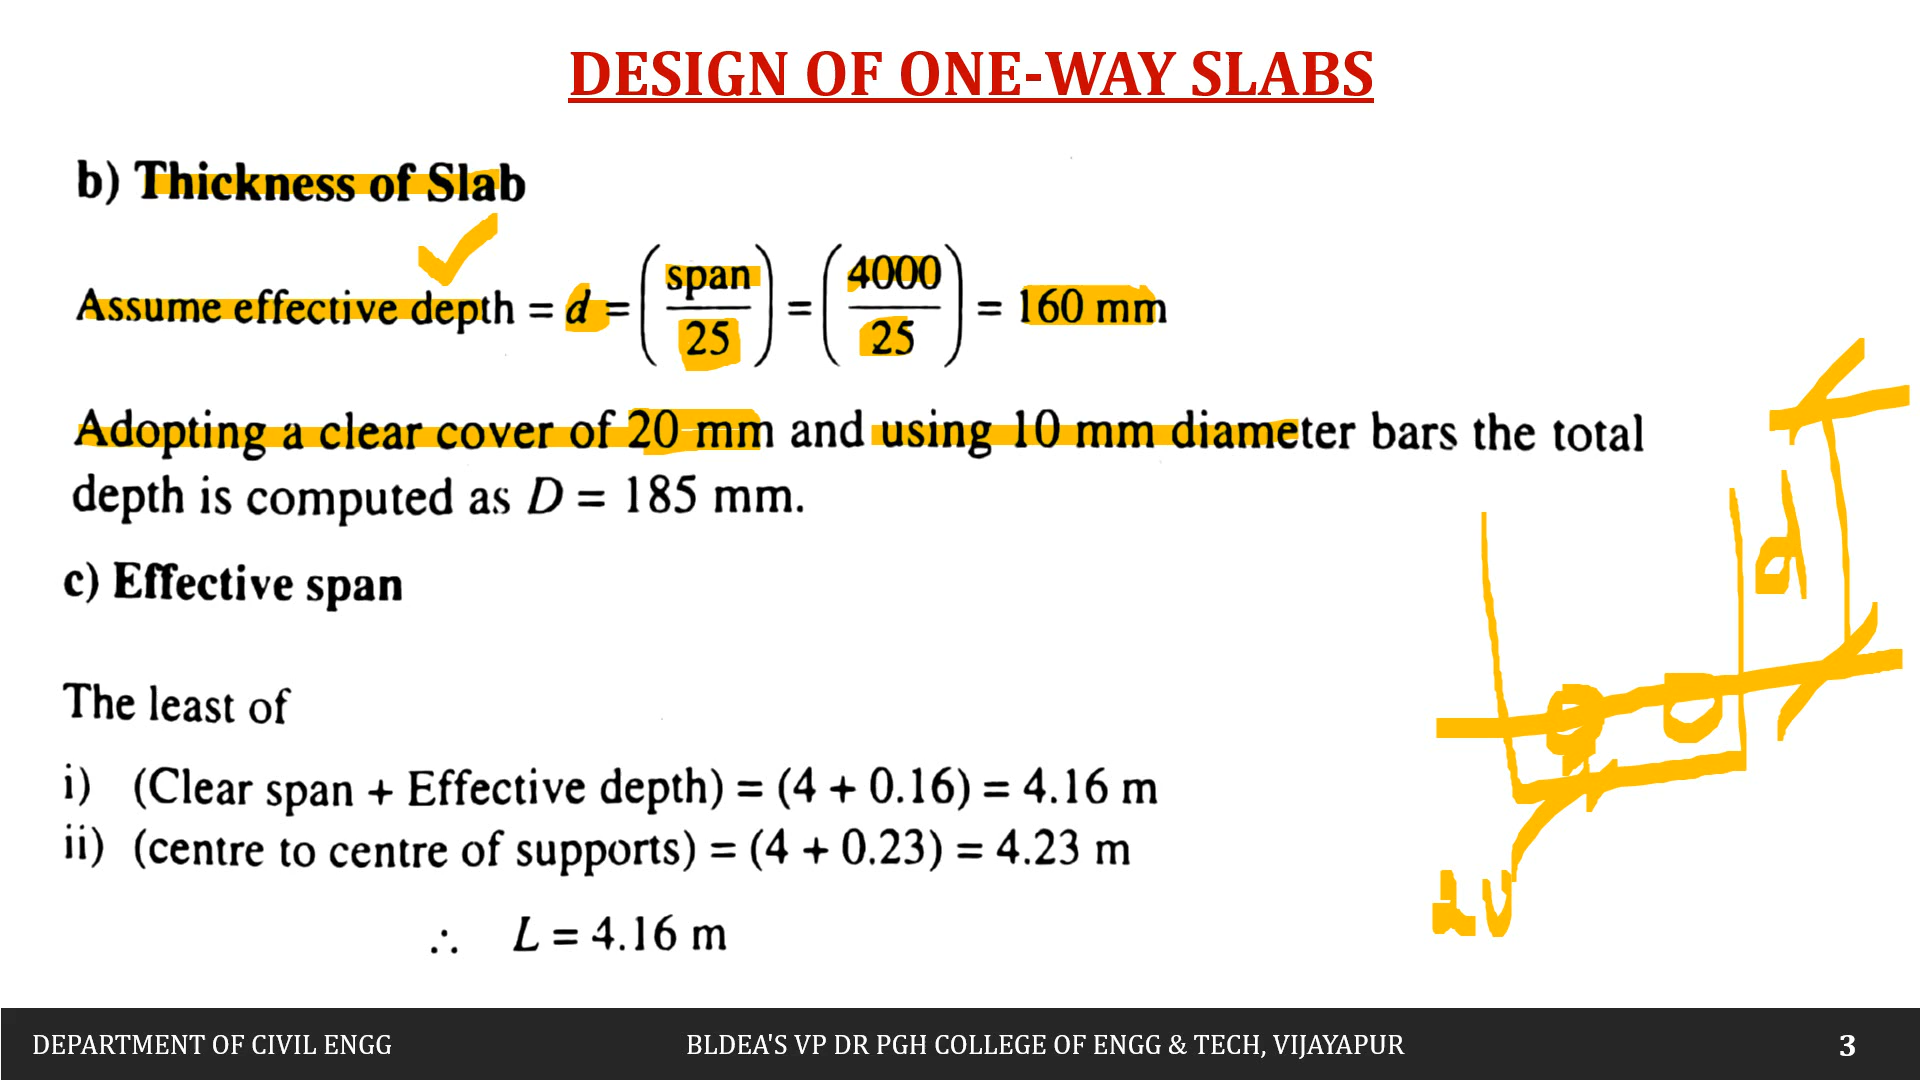 DESIGN OF ONE-WAY SLABS
b) Thickness of Slab
Assume effective depth = d = (span/25) = (4000/25) = 160 mm
Adopting a clear cover of 20 mm and using 10 mm diameter bars the total
depth is computed as D = 185 mm.
d
c) Effective span
The least of
i) (Clear span + Effective depth) = (4 + 0.16) = 4.16 m
ii) (centre to centre of supports) = (4 + 0.23) = 4.23 m
20
∴ L = 4.16 m
DEPARTMENT OF CIVIL ENGG BLDEA'S VP DR PGH COLLEGE OF ENGG & TECH, VIJAYAPUR 3